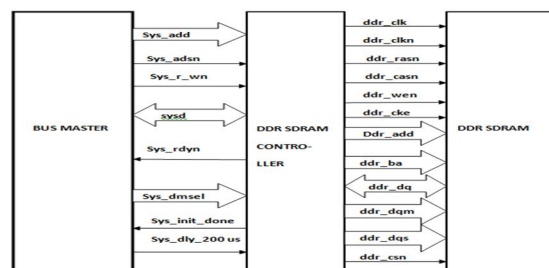 Sys_add
Sys_adsn
Sys_r_wn
sysd
Sys_rdyn
Sys_dmsel
Sys_init_done
Sys_dly_200 us
BUS MASTER
DDR SDRAM
CONTRO-
LLER
ddr_clk
ddr_clkn
ddr_rasn
ddr_casn
ddr_wen
ddr_cke
Ddr_add
ddr_ba
ddr_dq
ddr_dqm
ddr_dqs
ddr_csn
DDR SDRAM